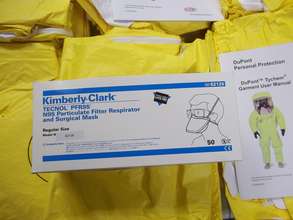 62126
Kimberly-Clark
TECNOL PFR95
N95 Particulate Filter Respirator
and Surgical Mask
Regular Size
50
DuPont
Personal Protection
DuPont™ Tychem®
Garment User Manual